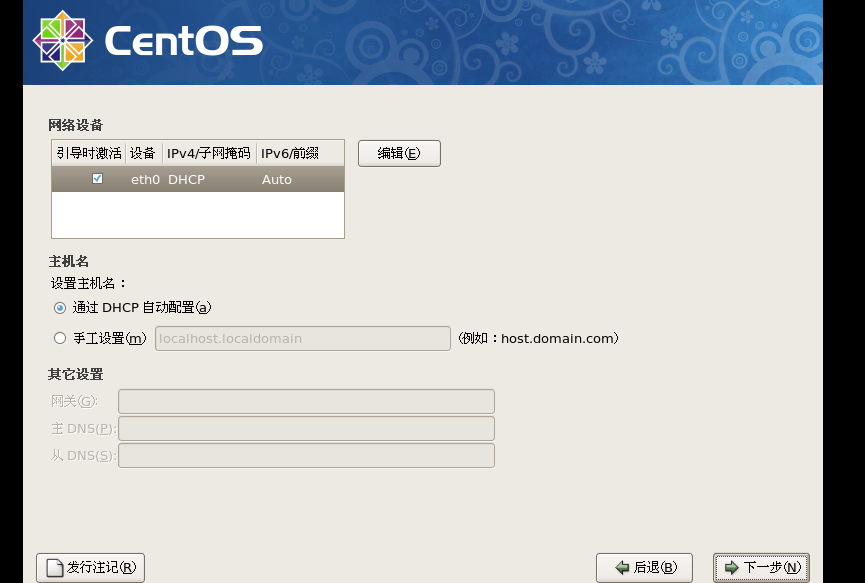 CentOS
网络设备
引导时激活 设备 IPv4/子网掩码 IPv6/前缀
编辑(E)
eth0 DHCP Auto
主机名
设置主机名：
通过 DHCP 自动配置(a)
手工设置(m) localhost.localdomain (例如：host.domain.com)
其它设置
网关(G):
主 DNS(P):
从 DNS(S):
发行注记(R) 后退(B) 下一步(N)